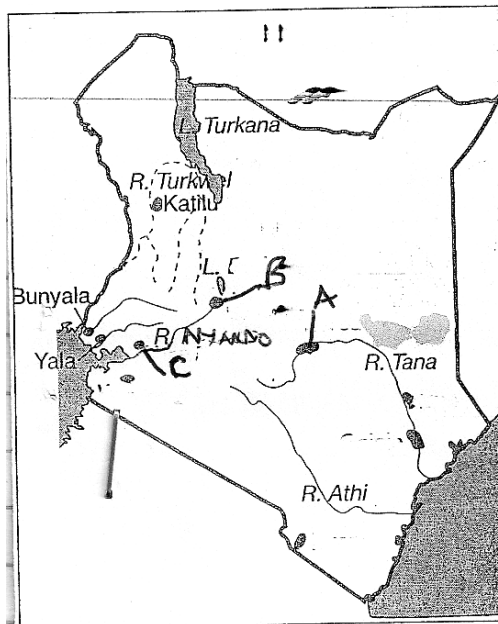 11
L. Turkana
R. Turkwel
Katilu
L.
B
Bunyala
A
R. NYANDO
Yala
C
R. Tana
R. Athi